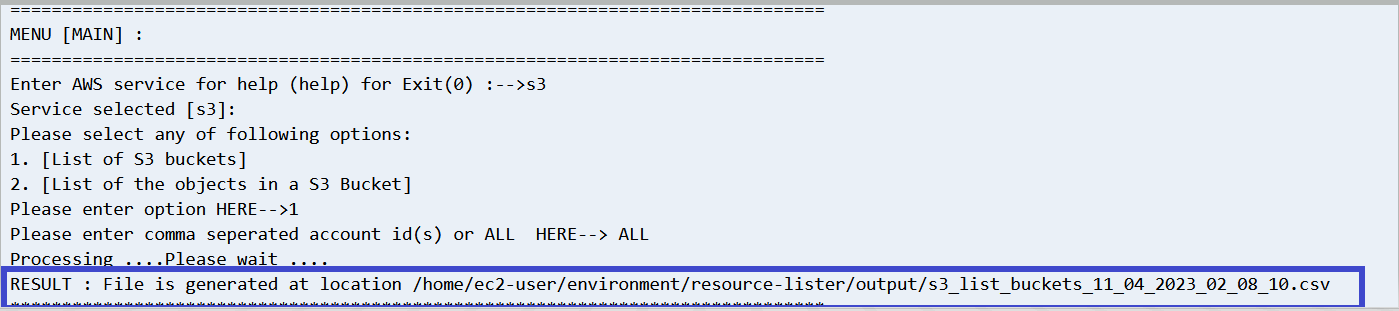 ===============================================================================
MENU [MAIN] :
===============================================================================
Enter AWS service for help (help) for Exit(0) :-->s3
Service selected [s3]:
Please select any of following options:
1. [List of S3 buckets]
2. [List of the objects in a S3 Bucket]
Please enter option HERE-->1
Please enter comma seperated account id(s) or ALL  HERE--> ALL
Processing ....Please wait ....
RESULT : File is generated at location /home/ec2-user/environment/resource-lister/output/s3_list_buckets_11_04_2023_02_08_10.csv
*******************************************************************************